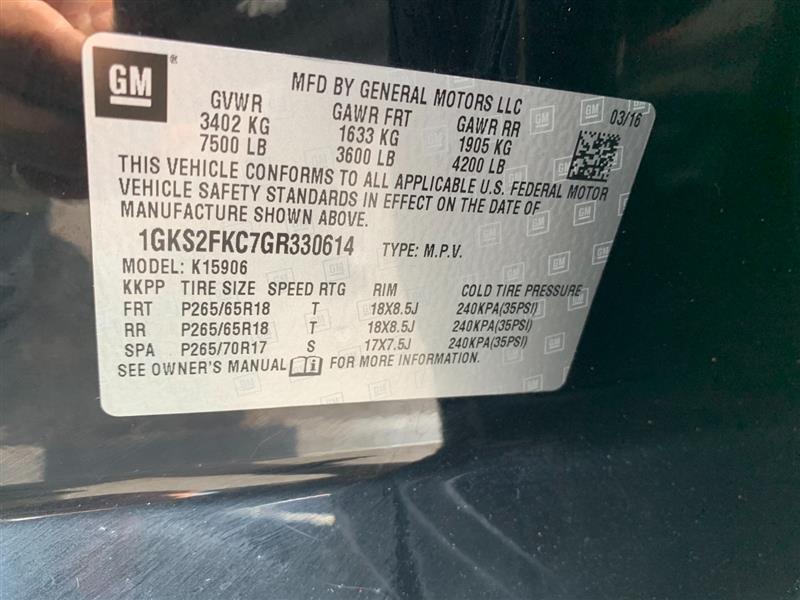 GM
MFD BY GENERAL MOTORS LLC
GVWR GAWR FRT GAWR RR 03/16
3402 KG 1633 KG 1905 KG
7500 LB 3600 LB 4200 LB
THIS VEHICLE CONFORMS TO ALL APPLICABLE U.S. FEDERAL MOTOR
VEHICLE SAFETY STANDARDS IN EFFECT ON THE DATE OF
MANUFACTURE SHOWN ABOVE.
1GKS2FKC7GR330614 TYPE: M.P.V.
MODEL: K15906
KKPP TIRE SIZE SPEED RTG RIM COLD TIRE PRESSURE
FRT P265/65R18 T 18X8.5J 240KPA(35PSI)
RR P265/65R18 T 18X8.5J 240KPA(35PSI)
SPA P265/70R17 S 17X7.5J 240KPA(35PSI)
SEE OWNER'S MANUAL FOR MORE INFORMATION.